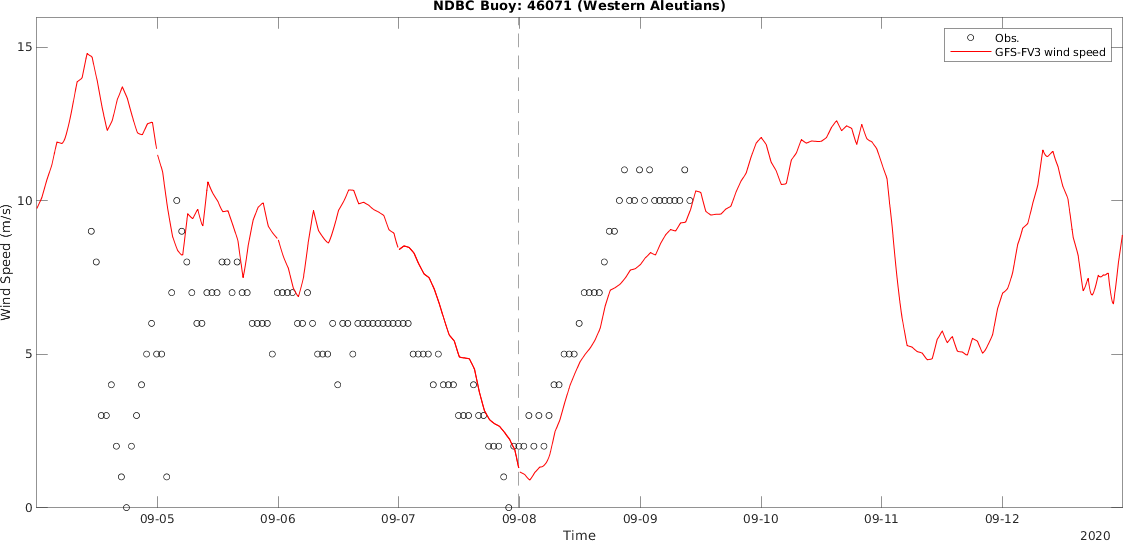 NDBC Buoy: 46071 (Western Aleutians)
Obs.
GFS-FV3 wind speed
Wind Speed (m/s)
15
10
5
0
09-05 09-06 09-07 09-08 09-09 09-10 09-11 09-12
Time
2020